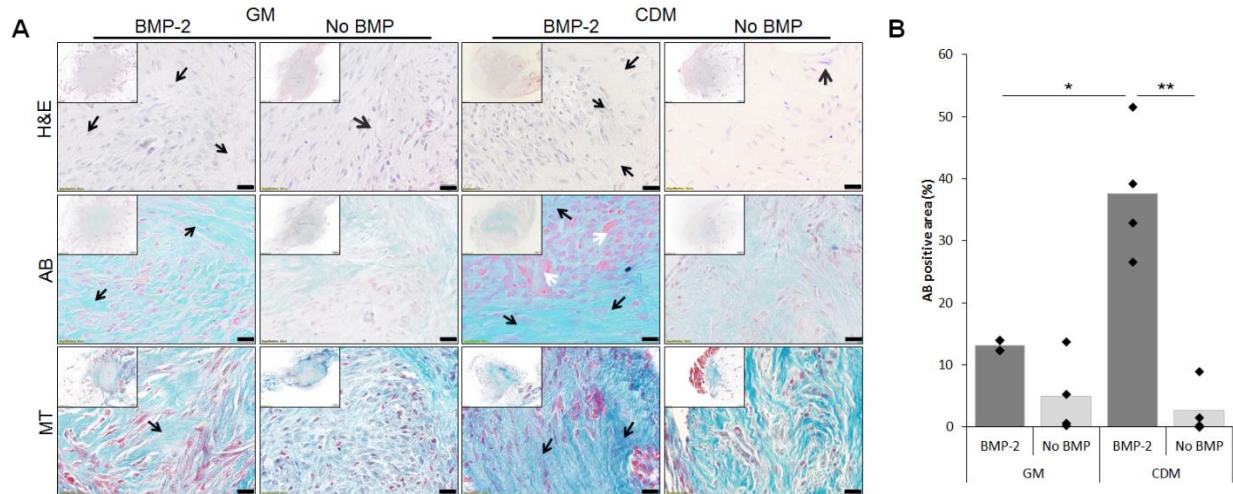 A
GM
CDM
BMP-2
No BMP
BMP-2
No BMP
H&E
AB
MT
B
AB positive area (%)
60
50
40
30
20
10
0
*
**
BMP-2
No BMP
BMP-2
No BMP
GM
CDM